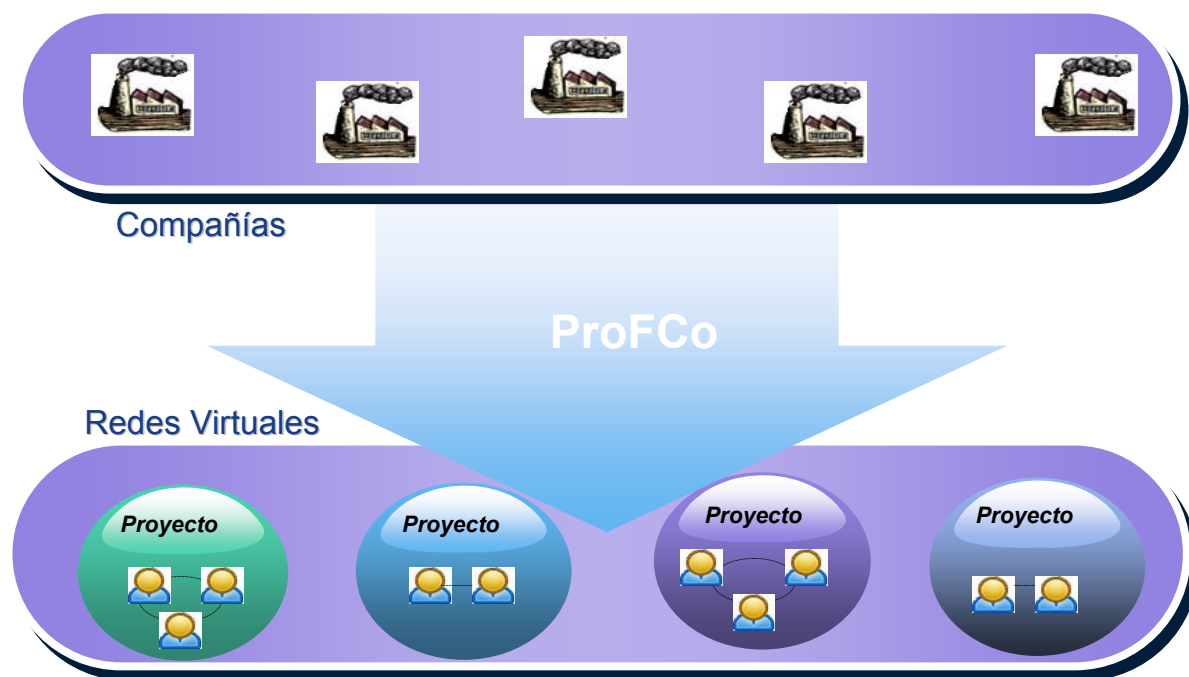 Compañías
ProFCo
Redes Virtuales
Proyecto
Proyecto
Proyecto
Proyecto